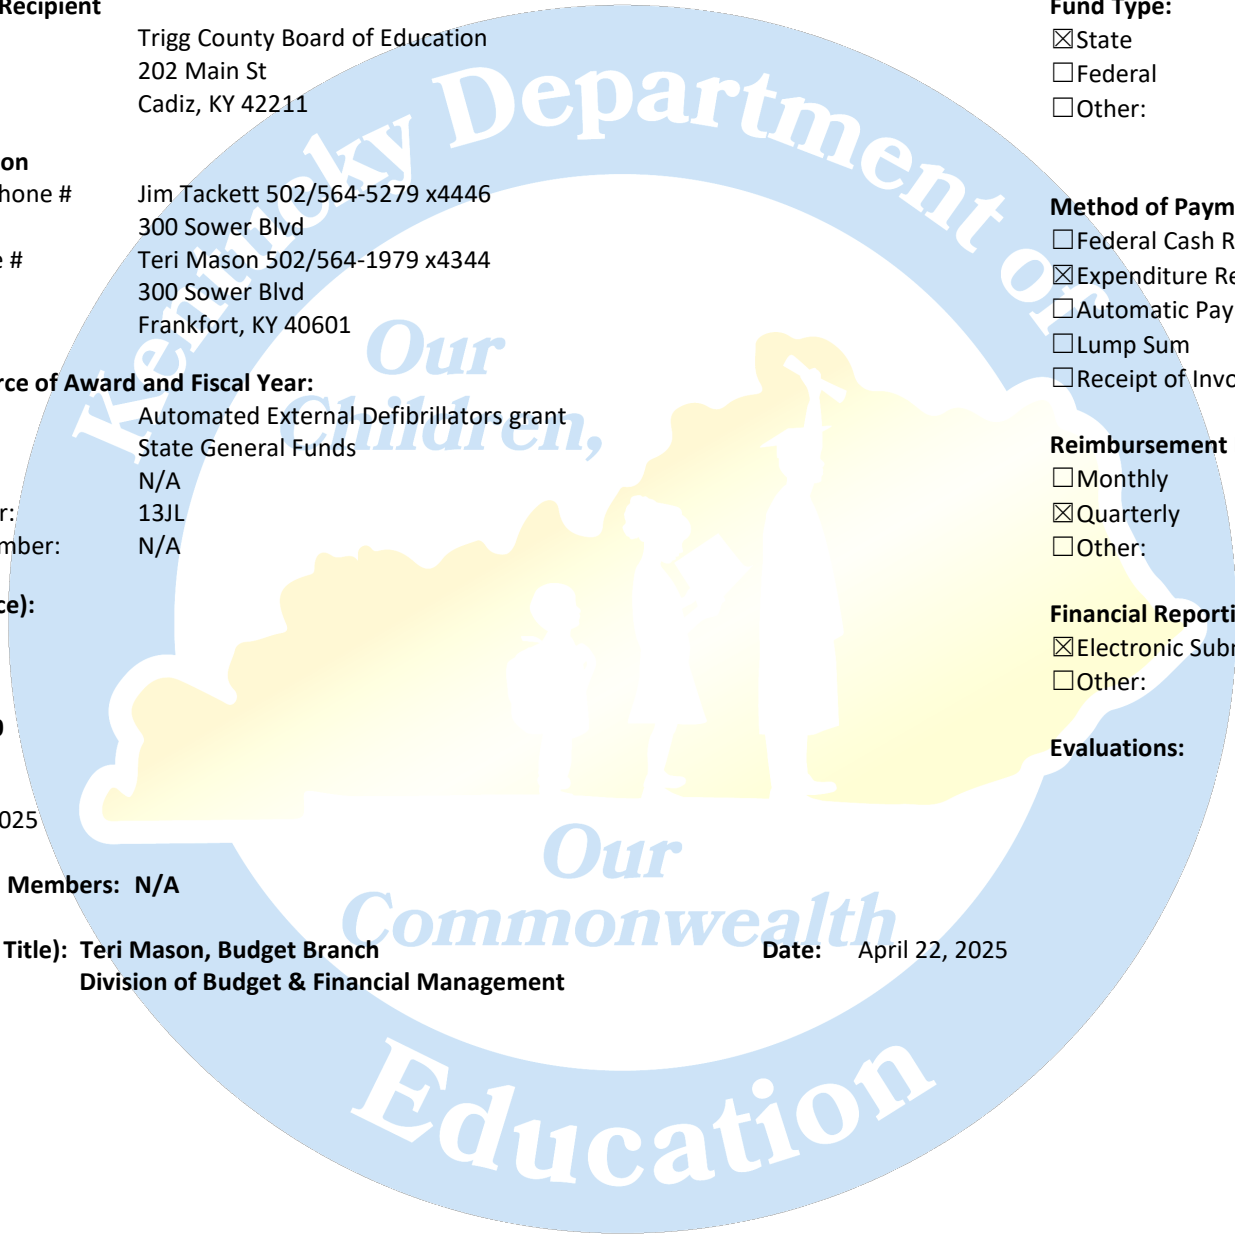 Recipient
Trigg County Board of Education
202 Main St
Cadiz, KY 42211
on
hone # Jim Tackett 502/564-5279 x4446
300 Sower Blvd
e # Teri Mason 502/564-1979 x4344
300 Sower Blvd
Frankfort, KY 40601
rce of Award and Fiscal Year:
Automated External Defibrillators grant
State General Funds
N/A
r: 13JL
mber: N/A
ce):
025
Members: N/A
Title): Teri Mason, Budget Branch Date: April 22, 2025
Division of Budget & Financial Management
Fund Type:
☒State
☐Federal
☐Other:
Method of Paym
☐Federal Cash R
☒Expenditure Re
☐Automatic Pay
☐Lump Sum
☐Receipt of Invo
Reimbursement
☐Monthly
☒Quarterly
☐Other:
Financial Reporti
☒Electronic Subr
☐Other:
Evaluations:
Kentucky Department of
Education
Our
Children,
Our
Commonwealth